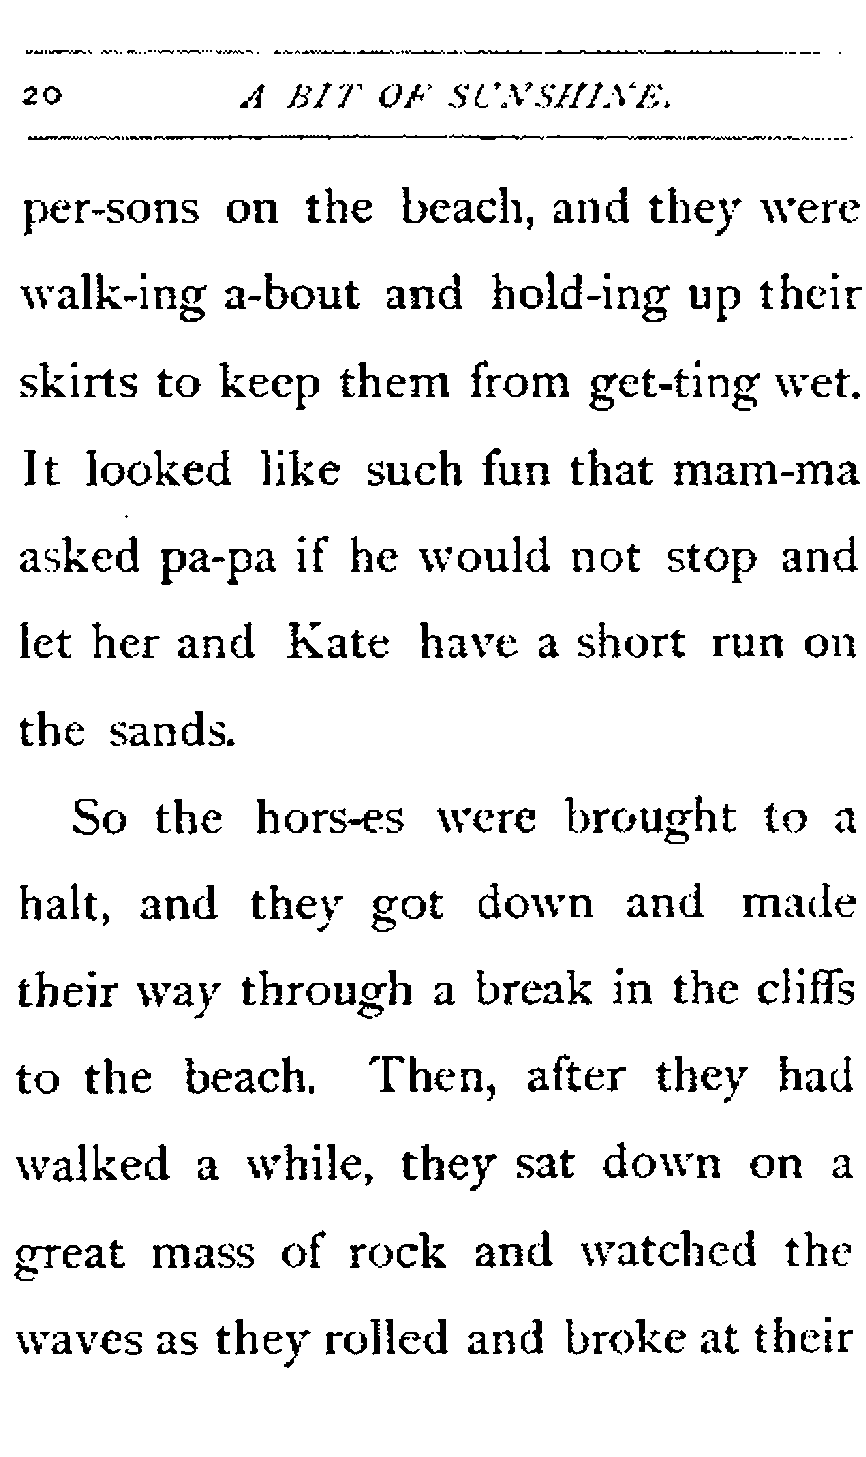 20 A BIT OF SUNSHINE.
per-sons on the beach, and they were
walk-ing a-bout and hold-ing up their
skirts to keep them from get-ting wet.
It looked like such fun that mam-ma
asked pa-pa if he would not stop and
let her and Kate have a short run on
the sands.
So the hors-es were brought to a
halt, and they got down and made
their way through a break in the cliffs
to the beach. Then, after they had
walked a while, they sat down on a
great mass of rock and watched the
waves as they rolled and broke at their